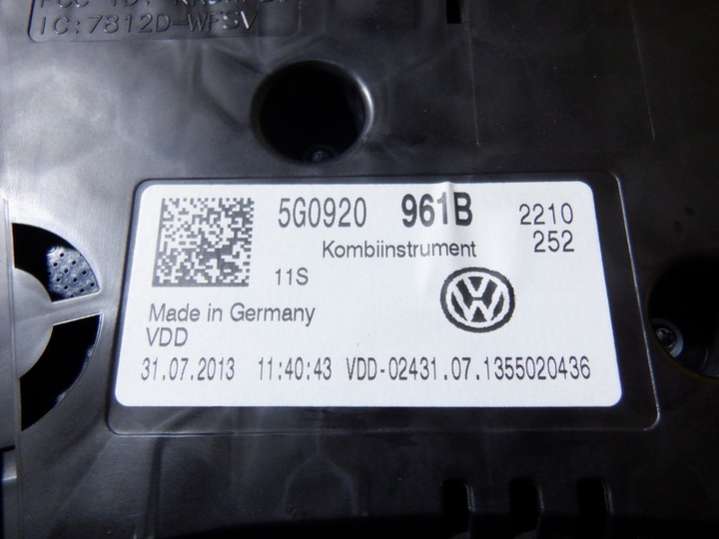 IC:7812D-WFSV
5G0920 961B 2210
Kombiinstrument 252
11S
Made in Germany
VDD
31.07.2013 11:40:43 VDD-02431.07.1355020436